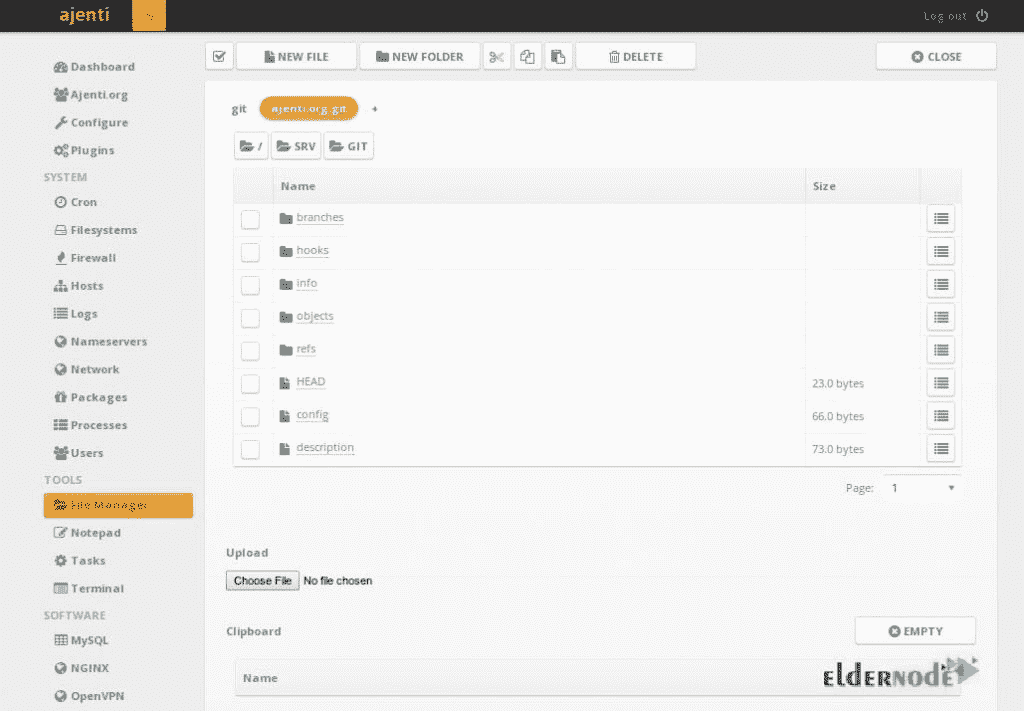 ajenti
Log out
Dashboard
Ajenti.org
Configure
Plugins
SYSTEM
Cron
Filesystems
Firewall
Hosts
Logs
Nameservers
Network
Packages
Processes
Users
TOOLS
File Manager
Notepad
Tasks
Terminal
SOFTWARE
MySQL
NGINX
OpenVPN
NEW FILE
NEW FOLDER
DELETE
CLOSE
git
ajenti.org git
+
/
SRV
GIT
Name Size
branches
hooks
info
objects
refs
HEAD 23.0 bytes
config 66.0 bytes
description 73.0 bytes
Page: 1
Upload
Choose File No file chosen
Clipboard
EMPTY
Name
ELDERNODE